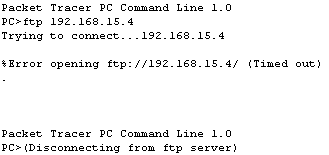 Packet Tracer PC Command Line 1.0
PC>ftp 192.168.15.4
Trying to connect...192.168.15.4
%Error opening ftp://192.168.15.4/ (Timed out)
.
Packet Tracer PC Command Line 1.0
PC>(Disconnecting from ftp server)